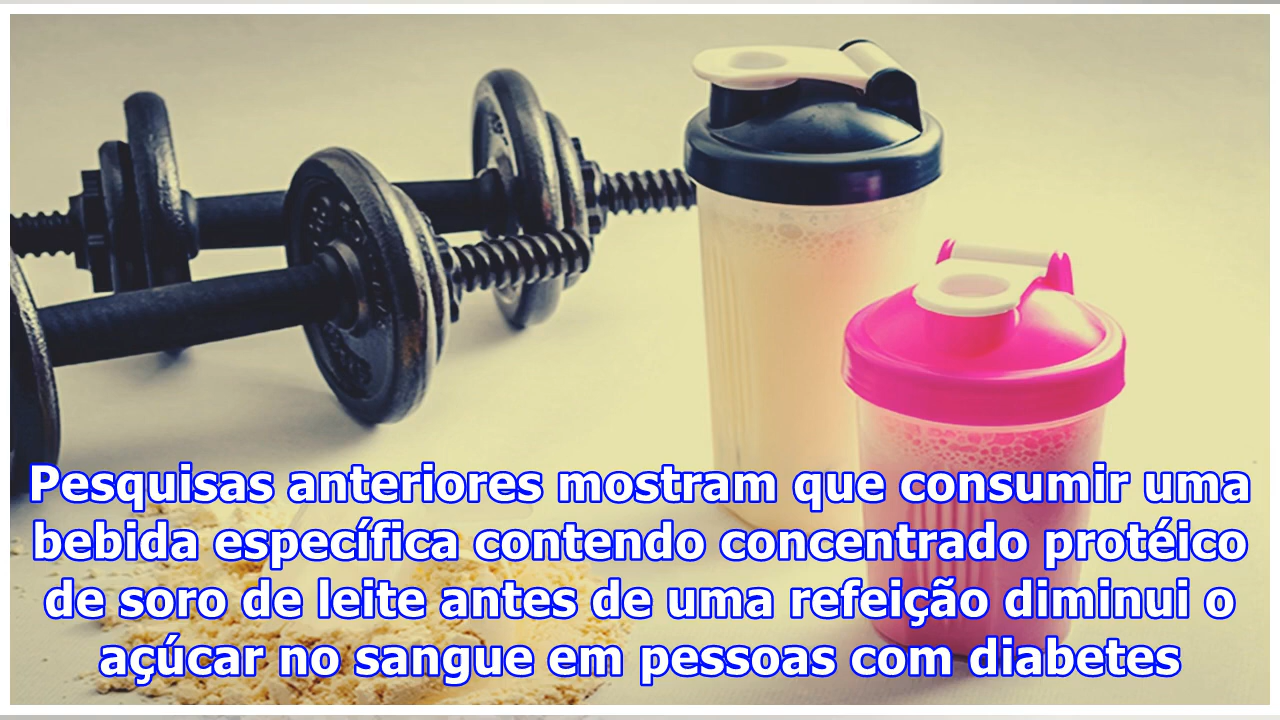 Pesquisas anteriores mostram que consumir uma
bebida específica contendo concentrado protéico
de soro de leite antes de uma refeição diminui o
açúcar no sangue em pessoas com diabetes